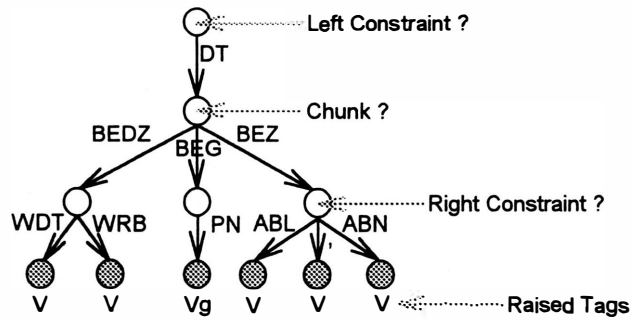 Left Constraint ?
DT
Chunk ?
BEDZ BEG BEZ
Right Constraint ?
WDT WRB PN ABL , ABN
V V Vg V V V Raised Tags